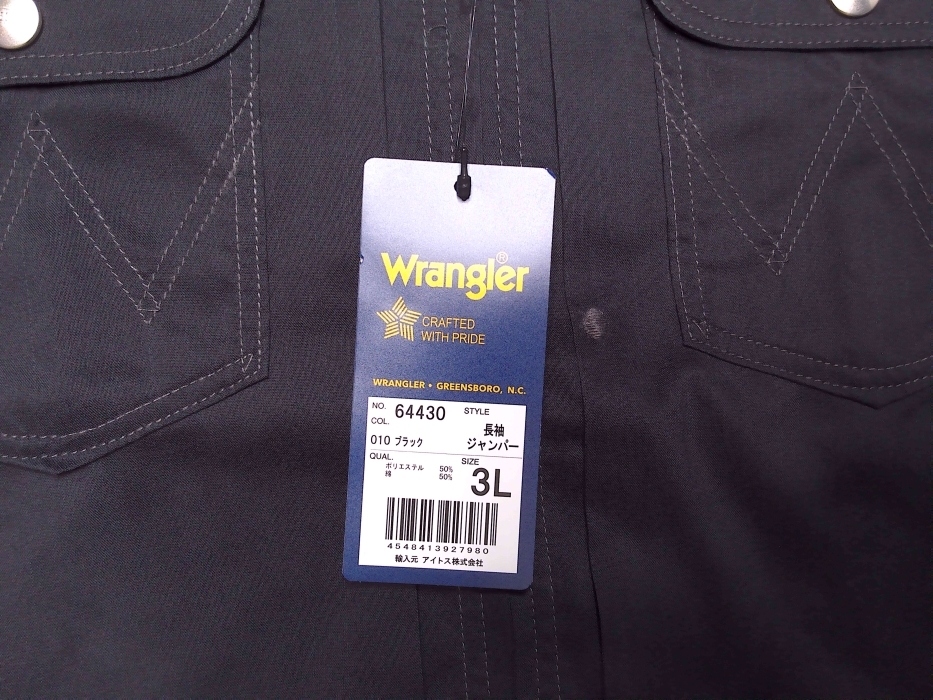 Wrangler®
CRAFTED
WITH PRIDE
WRANGLER • GREENSBORO, N.C.
NO. 64430 STYLE
COL. 長袖
010 ブラック ジャンパー
QUAL. SIZE
ポリエステル 50% 3L
綿 50%
4548413927980
輸入元 アイトス株式会社